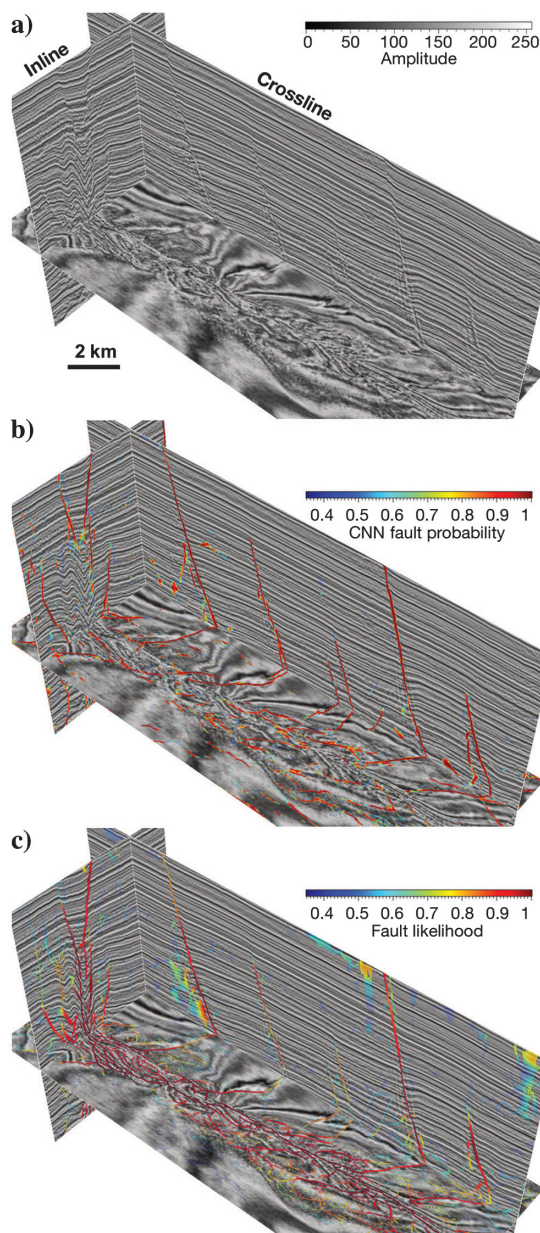 a)
0 50 100 150 200 250
Amplitude
Inline
Crossline
2 km
b)
0.4 0.5 0.6 0.7 0.8 0.9 1
CNN fault probability
c)
0.4 0.5 0.6 0.7 0.8 0.9 1
Fault likelihood